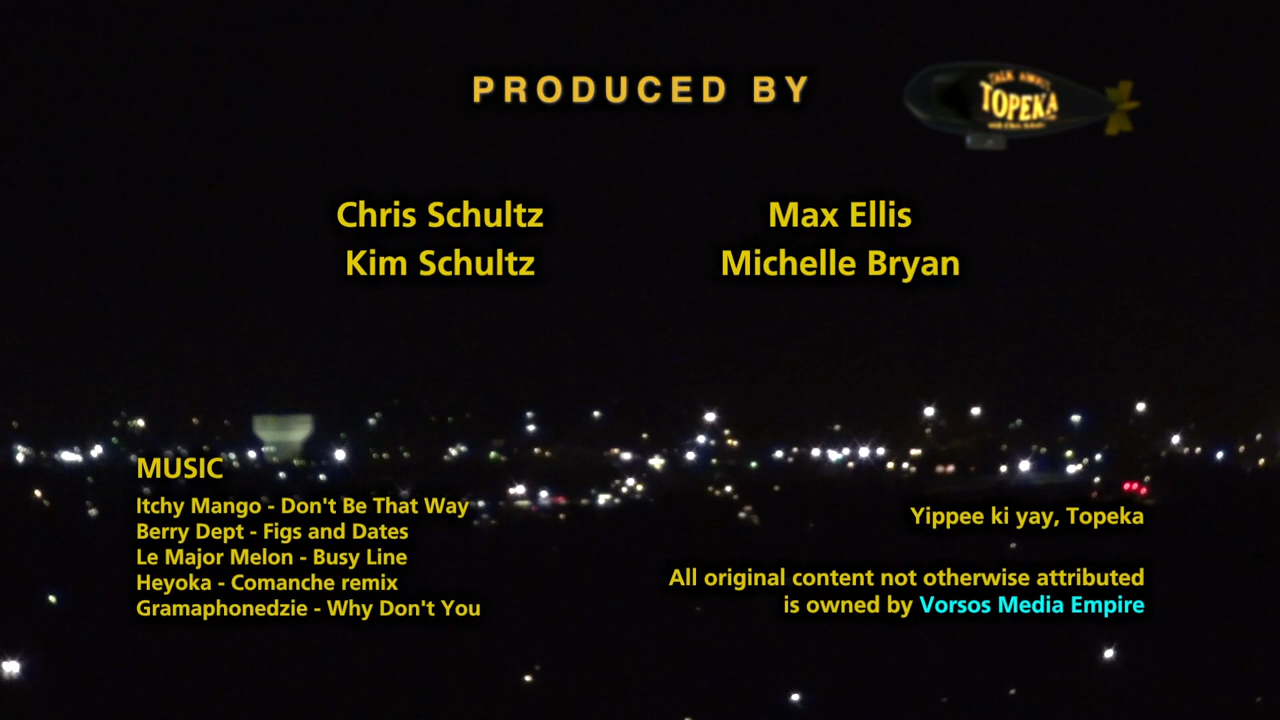 PRODUCED BY
TALK ABOUT
TOPEKA
Chris Schultz
Kim Schultz
Max Ellis
Michelle Bryan
MUSIC
Itchy Mango - Don't Be That Way
Berry Dept - Figs and Dates
Le Major Melon - Busy Line
Heyoka - Comanche remix
Gramaphonedzie - Why Don't You
Yippee ki yay, Topeka
All original content not otherwise attributed
is owned by Vorsos Media Empire